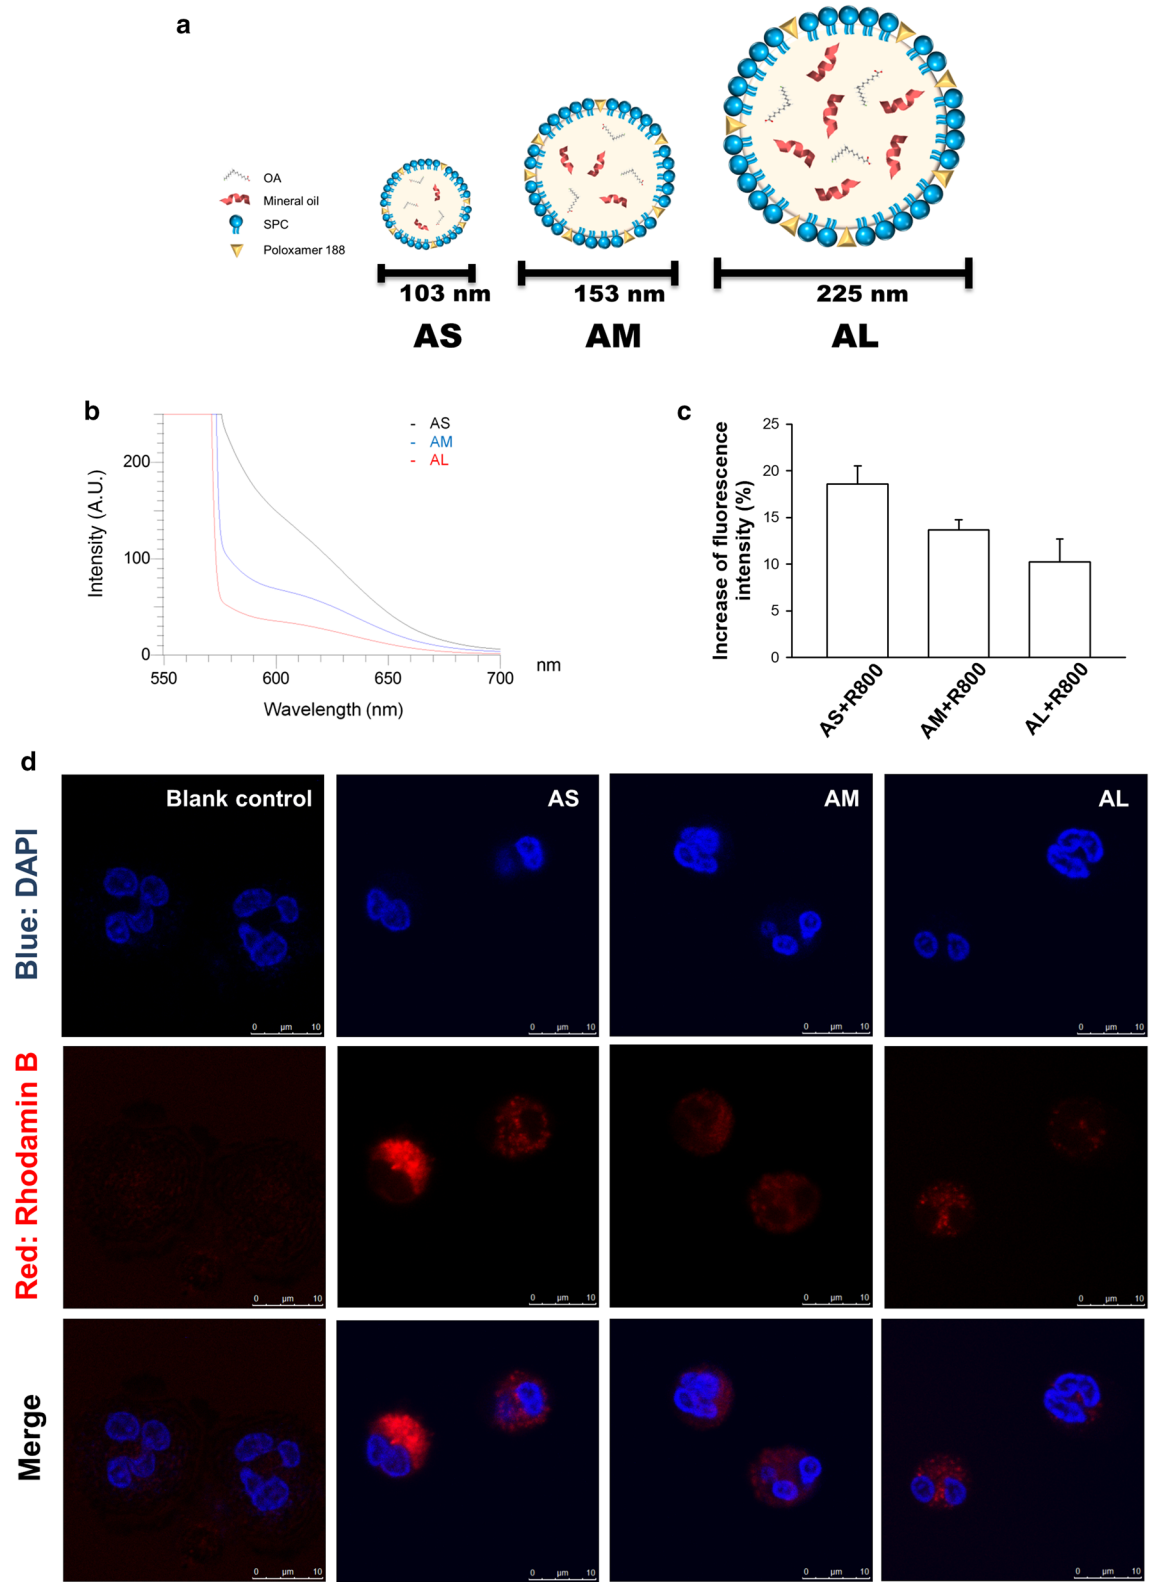 a
OA
Mineral oil
SPC
Poloxamer 188
103 nm
153 nm
225 nm
AS
AM
AL
b
- AS
- AM
- AL
Intensity (A.U.)
200
100
0
550
600
650
700
nm
Wavelength (nm)
c
Increase of fluorescence
intensity (%)
25
20
15
10
5
0
AS+R800
AM+R800
AL+R800
d
Blank control
AS
AM
AL
Blue: DAPI
0 µm 10
0 µm 10
0 µm 10
0 µm 10
Red: Rhodamin B
0 µm 10
0 µm 10
0 µm 10
0 µm 10
Merge
0 µm 10
0 µm 10
0 µm 10
0 µm 10